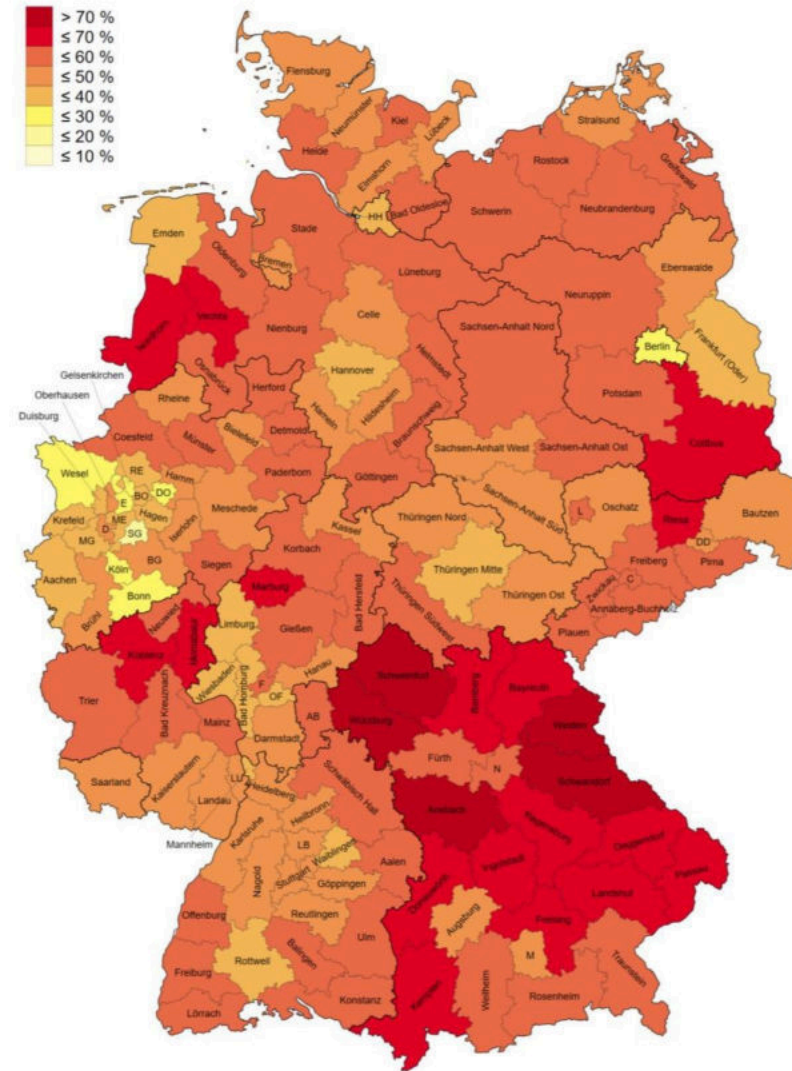 > 70 %
≤ 70 %
≤ 60 %
≤ 50 %
≤ 40 %
≤ 30 %
≤ 20 %
≤ 10 %
Flensburg
Neumünster
Kiel
Lübeck
Heide
Elmshorn
HH
Bad Oldesloe
Stralsund
Rostock
Greifswald
Schwerin
Neubrandenburg
Emden
Oldenburg
Stade
Bremen
Lüneburg
Neuruppin
Eberswalde
Nordhorn
Vechta
Nienburg
Celle
Sachsen-Anhalt Nord
Berlin
Frankfurt (Oder)
Osnabrück
Hannover
Helmstedt
Potsdam
Gelsenkirchen
Oberhausen
Duisburg
Rheine
Herford
Hameln
Hildesheim
Braunschweig
Cottbus
Coesfeld
Münster
Bielefeld
Detmold
Sachsen-Anhalt West
Sachsen-Anhalt Ost
Wesel
RE
Hamm
Paderborn
Göttingen
E
BO
DO
Krefeld
D
ME
Hagen
Iserlohn
Meschede
Kassel
Thüringen Nord
Sachsen-Anhalt Süd
L
Oschatz
Riesa
Bautzen
MG
SG
DD
Aachen
Köln
BG
Siegen
Korbach
Thüringen Mitte
Freiberg
Pirna
Bonn
Marburg
Bad Hersfeld
Thüringen Südwest
Thüringen Ost
Zwickau
C
Annaberg-Buchholz
Brühl
Neuwied
Limburg
Gießen
Plauen
Koblenz
Montabaur
Wiesbaden
Bad Homburg
F
OF
Hanau
Schweinfurt
Bamberg
Bayreuth
Trier
Bad Kreuznach
Mainz
Darmstadt
AB
Würzburg
Weiden
Saarland
Kaiserslautern
LU
Heidelberg
Schwäbisch Hall
Fürth
N
Schwandorf
Landau
Mannheim
Karlsruhe
Heilbronn
Ansbach
Regensburg
Deggendorf
LB
Waiblingen
Aalen
Ingolstadt
Passau
Nagold
Stuttgart
Göppingen
Donauwörth
Landshut
Offenburg
Reutlingen
Ulm
Augsburg
Freising
Rottweil
Balingen
M
Traunstein
Freiburg
Konstanz
Kempten
Weilheim
Rosenheim
Lörrach